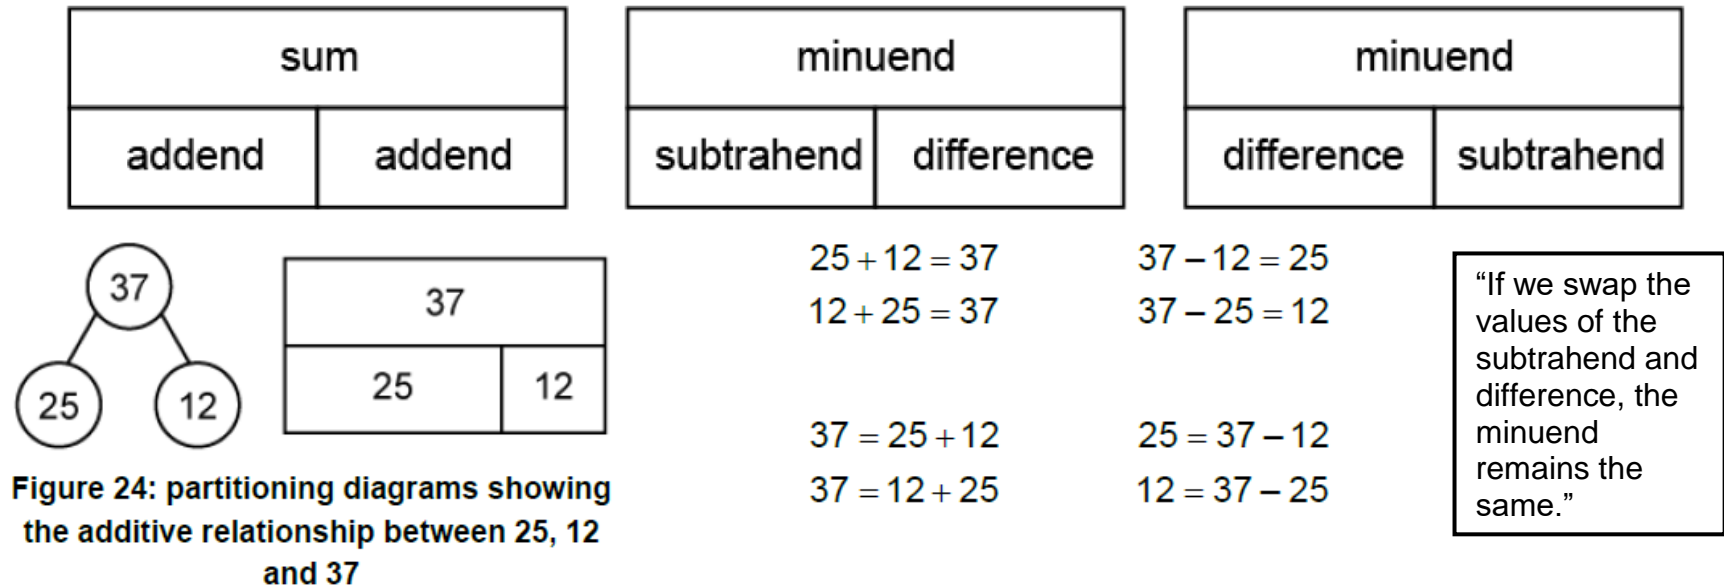 sum
addend addend
minuend
subtrahend difference
minuend
difference subtrahend
37
25 12
37
25 12
Figure 24: partitioning diagrams showing
the additive relationship between 25, 12
and 37
25 + 12 = 37
12 + 25 = 37
37 = 25 + 12
37 = 12 + 25
37 – 12 = 25
37 – 25 = 12
25 = 37 – 12
12 = 37 – 25
“If we swap the
values of the
subtrahend and
difference, the
minuend
remains the
same.”